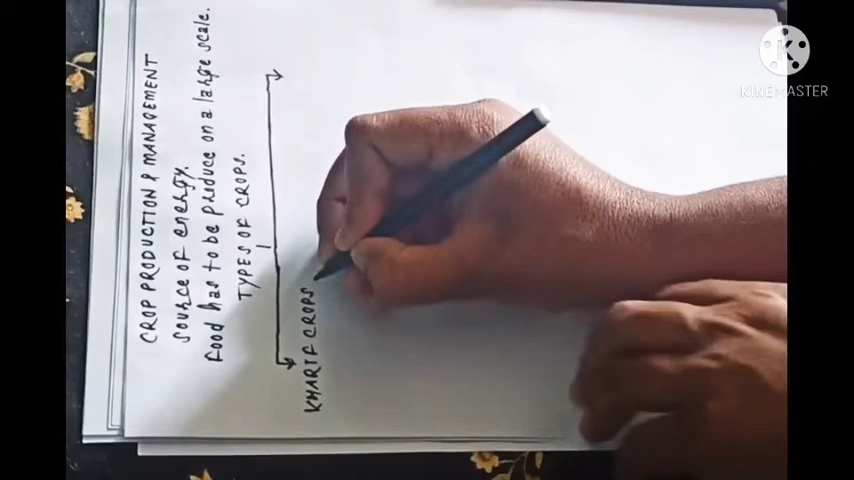 CROP PRODUCTION & MANAGEMENT
source of energy.
Food has to be produce on a large scale.
TYPES OF CROPS.
KHARIF CROPS
KINEMASTER